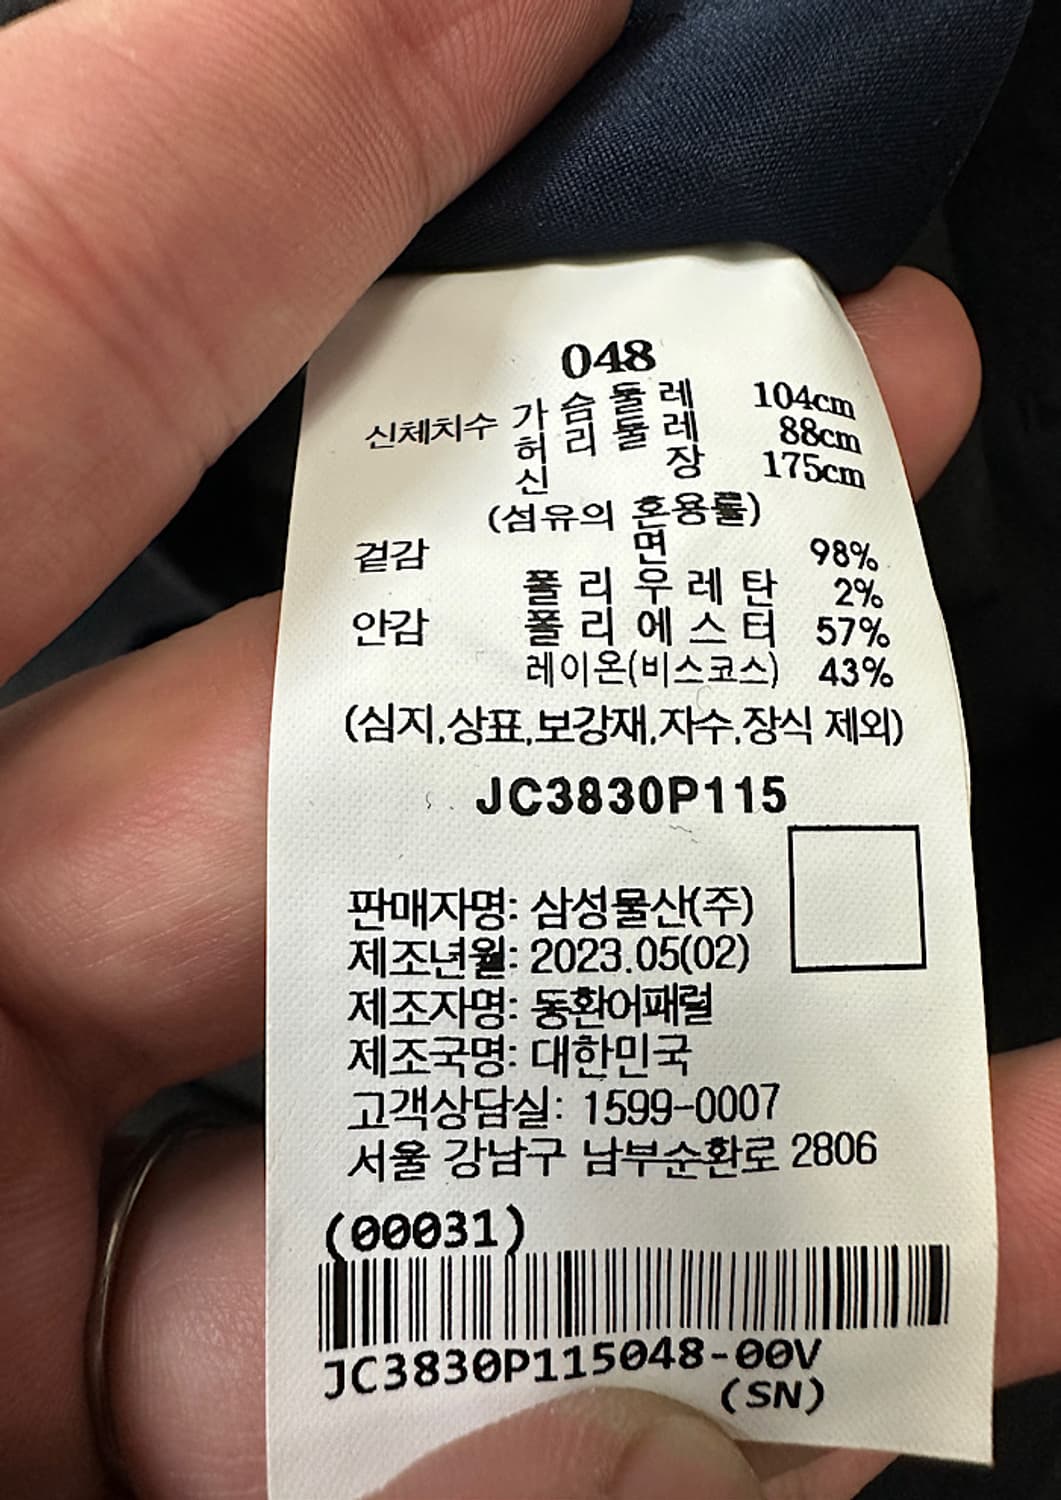 048
신체치수 가슴둘레 104cm
허리둘레 88cm
신장 175cm
(섬유의 혼용률)
겉감 면 98%
폴리우레탄 2%
안감 폴리에스터 57%
레이온(비스코스) 43%
(심지,상표,보강재,자수,장식 제외)
JC3830P115
판매자명: 삼성물산(주)
제조년월: 2023.05(02)
제조자명: 동환어패럴
제조국명: 대한민국
고객상담실: 1599-0007
서울 강남구 남부순환로 2806
(00031)
JC3830P115048-00V
(SN)